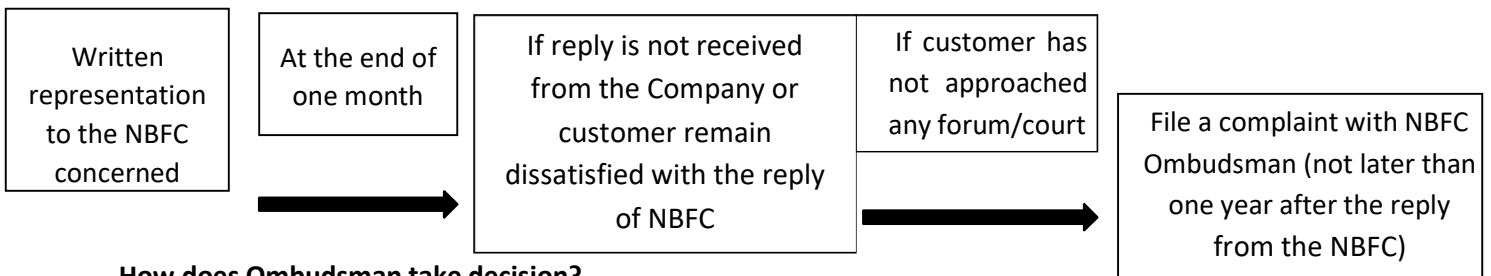 Written
representation
to the NBFC
concerned
At the end of
one month
If reply is not received
from the Company or
customer remain
dissatisfied with the reply
of NBFC
If customer has
not approached
any forum/court
File a complaint with NBFC
Ombudsman (not later than
one year after the reply
from the NBFC)
How does Ombudsman take decision?